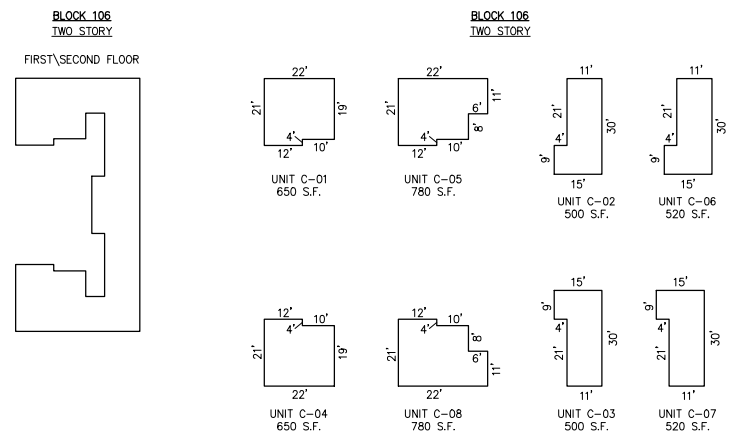 BLOCK 106
TWO STORY
FIRST\SECOND FLOOR
BLOCK 106
TWO STORY
22'
21'
19'
4'
12'
10'
UNIT C-01
650 S.F.
22'
21'
11'
6'
8'
4'
12'
10'
UNIT C-05
780 S.F.
11'
21'
30'
4'
9'
15'
UNIT C-02
500 S.F.
11'
21'
30'
4'
9'
15'
UNIT C-06
520 S.F.
12'
10'
4'
21'
19'
22'
UNIT C-04
650 S.F.
12'
10'
4'
8'
6'
21'
11'
22'
UNIT C-08
780 S.F.
15'
9'
4'
30'
21'
11'
UNIT C-03
500 S.F.
15'
9'
4'
30'
21'
11'
UNIT C-07
520 S.F.